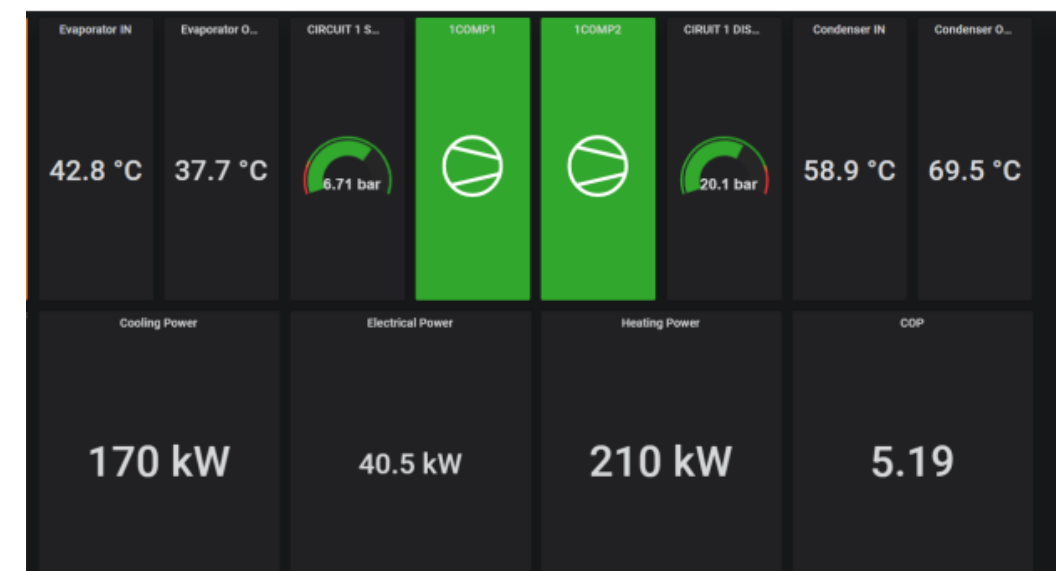 Evaporator IN
Evaporator O...
CIRCUIT 1 S...
1COMP1
1COMP2
CIRUIT 1 DIS...
Condenser IN
Condenser O...
42.8 °C
37.7 °C
6.71 bar
20.1 bar
58.9 °C
69.5 °C
Cooling Power
Electrical Power
Heating Power
COP
170 kW
40.5 kW
210 kW
5.19